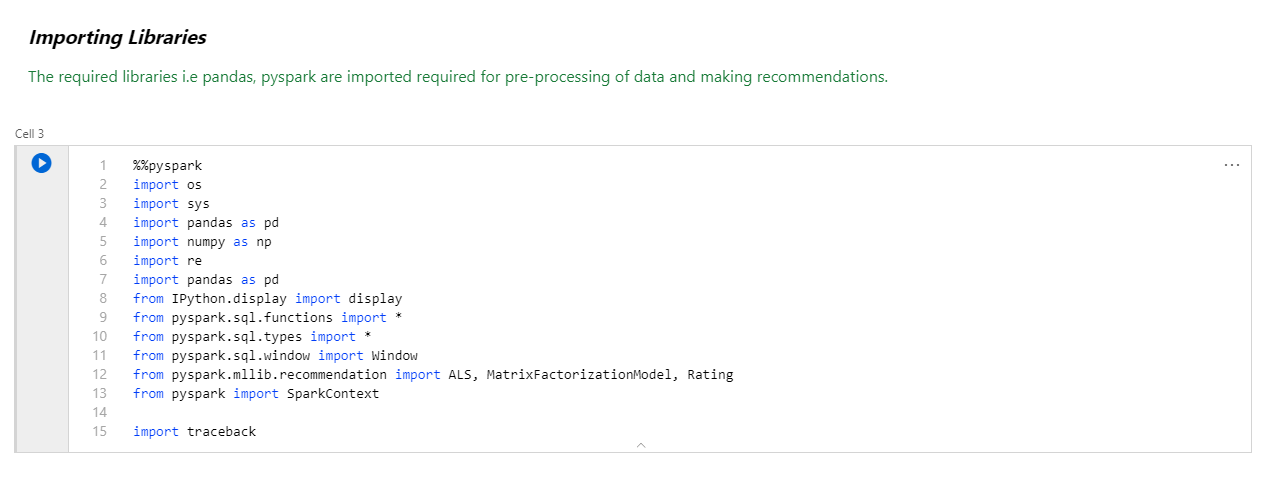 Importing Libraries
The required libraries i.e pandas, pyspark are imported required for pre-processing of data and making recommendations.
Cell 3
1 %%pyspark
2 import os
3 import sys
4 import pandas as pd
5 import numpy as np
6 import re
7 import pandas as pd
8 from IPython.display import display
9 from pyspark.sql.functions import *
10 from pyspark.sql.types import *
11 from pyspark.sql.window import Window
12 from pyspark.mllib.recommendation import ALS, MatrixFactorizationModel, Rating
13 from pyspark import SparkContext
14
15 import traceback